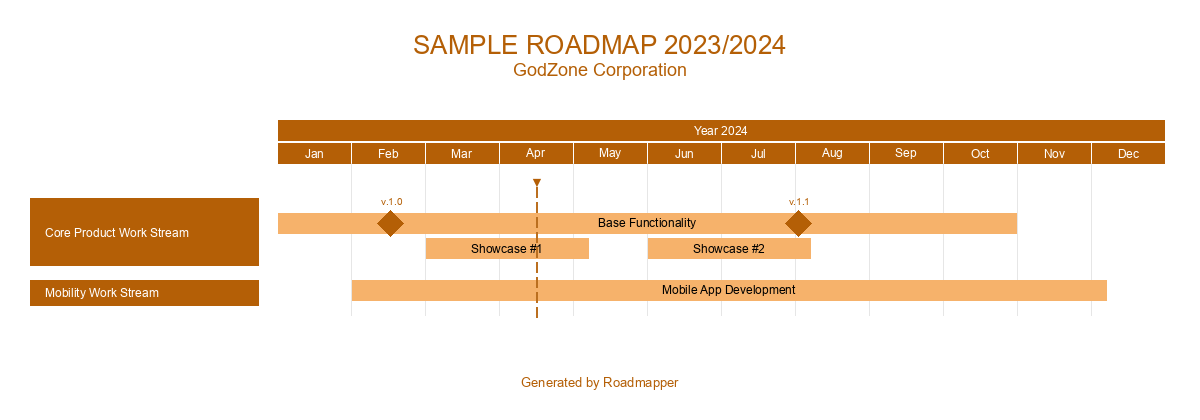 SAMPLE ROADMAP 2023/2024
GodZone Corporation
Year 2024
Jan Feb Mar Apr May Jun Jul Aug Sep Oct Nov Dec
v.1.0 v.1.1
Core Product Work Stream
Base Functionality
Showcase #1 Showcase #2
Mobility Work Stream
Mobile App Development
Generated by Roadmapper